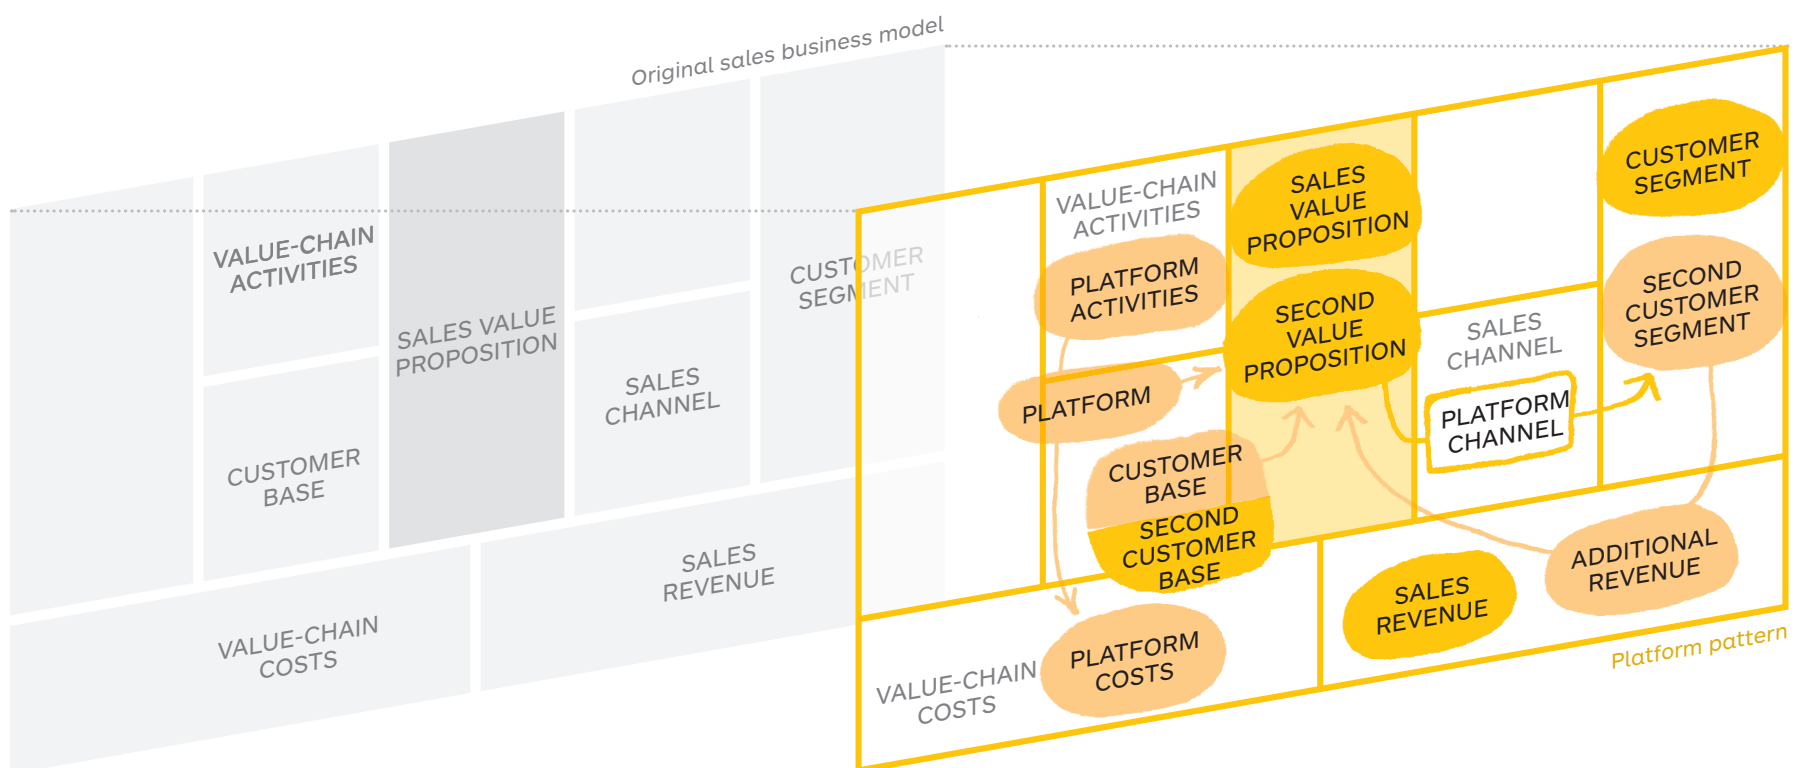 Original sales business model
VALUE-CHAIN
ACTIVITIES
SALES VALUE
PROPOSITION
CUSTOMER
SEGMENT
CUSTOMER
BASE
SALES
CHANNEL
VALUE-CHAIN
COSTS
SALES
REVENUE
VALUE-CHAIN
ACTIVITIES
PLATFORM
ACTIVITIES
PLATFORM
CUSTOMER
BASE
SECOND
CUSTOMER
BASE
SALES
VALUE
PROPOSITION
SECOND
VALUE
PROPOSITION
SALES
CHANNEL
PLATFORM
CHANNEL
CUSTOMER
SEGMENT
SECOND
CUSTOMER
SEGMENT
VALUE-CHAIN
COSTS
PLATFORM
COSTS
SALES
REVENUE
ADDITIONAL
REVENUE
Platform pattern